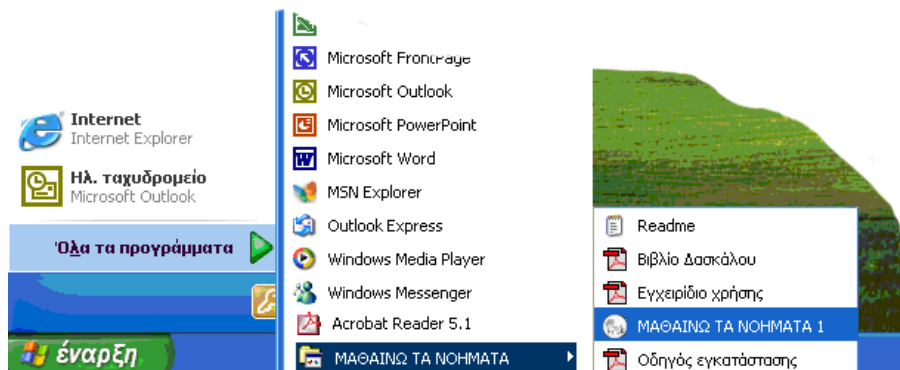 Internet
Internet Explorer
Ηλ. ταχυδρομείο
Microsoft Outlook
Όλα τα προγράμματα
έναρξη
Microsoft FrontPage
Microsoft Outlook
Microsoft PowerPoint
Microsoft Word
MSN Explorer
Outlook Express
Windows Media Player
Windows Messenger
Acrobat Reader 5.1
ΜΑΘΑΙΝΩ ΤΑ ΝΟΗΜΑΤΑ
Readme
Βιβλίο Δασκάλου
Εγχειρίδιο χρήσης
ΜΑΘΑΙΝΩ ΤΑ ΝΟΗΜΑΤΑ 1
Οδηγός εγκατάστασης